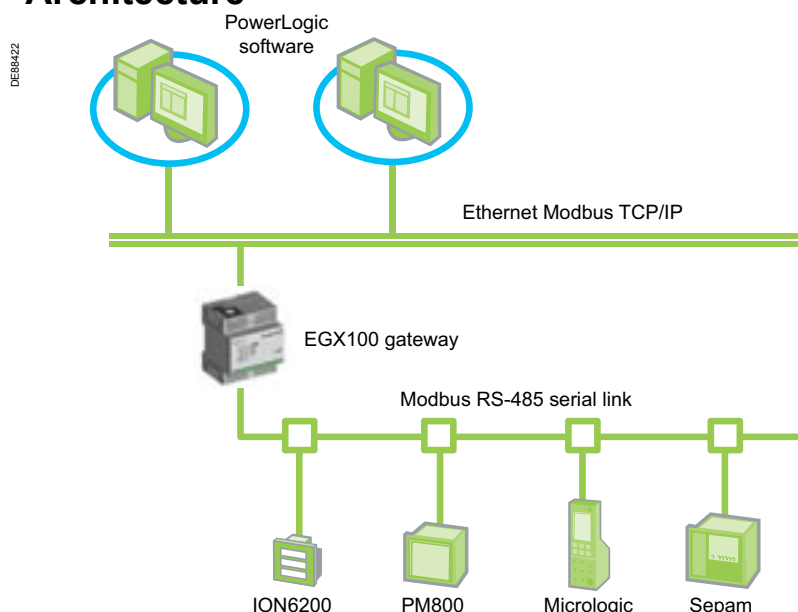 Architecture
PowerLogic
software
DE88422
Ethernet Modbus TCP/IP
EGX100 gateway
Modbus RS-485 serial link
ION6200
PM800
Micrologic
Sepam